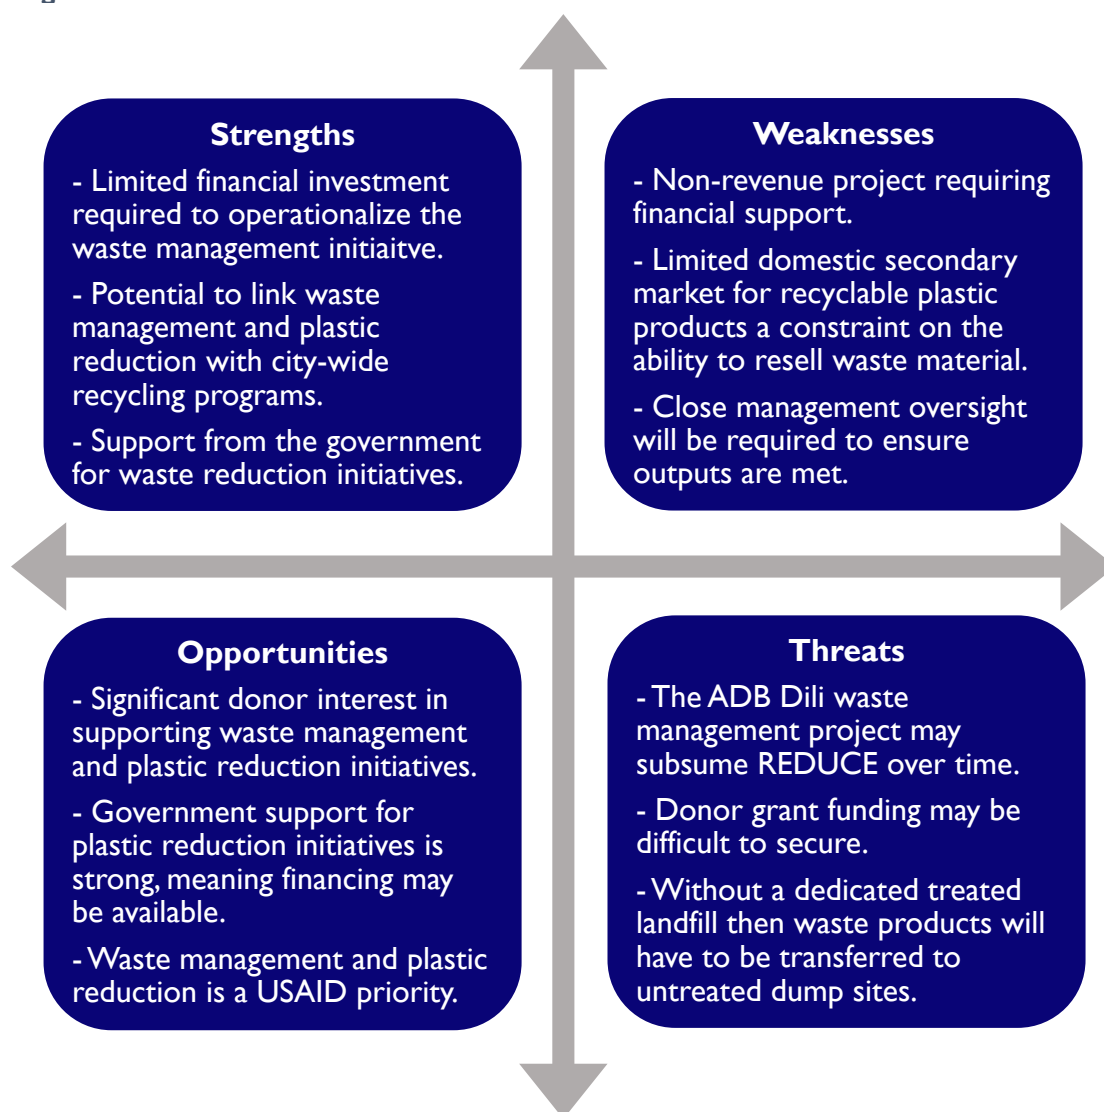 Strengths
- Limited financial investment
required to operationalize the
waste management initiaitve.
- Potential to link waste
management and plastic
reduction with city-wide
recycling programs.
- Support from the government
for waste reduction initiatives.
Weaknesses
- Non-revenue project requiring
financial support.
- Limited domestic secondary
market for recyclable plastic
products a constraint on the
ability to resell waste material.
- Close management oversight
will be required to ensure
outputs are met.
Opportunities
- Significant donor interest in
supporting waste management
and plastic reduction initiatives.
- Government support for
plastic reduction initiatives is
strong, meaning financing may
be available.
- Waste management and plastic
reduction is a USAID priority.
Threats
- The ADB Dili waste
management project may
subsume REDUCE over time.
- Donor grant funding may be
difficult to secure.
- Without a dedicated treated
landfill then waste products will
have to be transferred to
untreated dump sites.